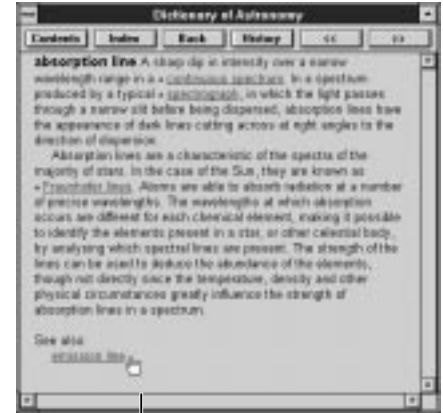 Dictionary of Astronomy
Contents Index Back History << >>
absorption line A sharp dip in intensity over a narrow
wavelength range in a continuous spectrum. In a spectrum
produced by a typical spectrograph, in which the light passes
through a narrow slit before being dispersed, absorption lines have
the appearance of dark lines cutting across at right angles to the
direction of dispersion.
Absorption lines are a characteristic of the spectra of the
majority of stars. In the case of the Sun, they are known as
Fraunhofer lines. Atoms are able to absorb radiation at a number
of precise wavelengths. The wavelengths at which absorption
occurs are different for each chemical element, making it possible
to identify the elements present in a star, or other celestial body,
by analysing which spectral lines are present. The strength of the
lines can be used to deduce the abundance of the elements,
though not directly since the temperature, density and other
physical circumstances greatly influence the strength of
absorption lines in a spectrum.
See also:
emission line